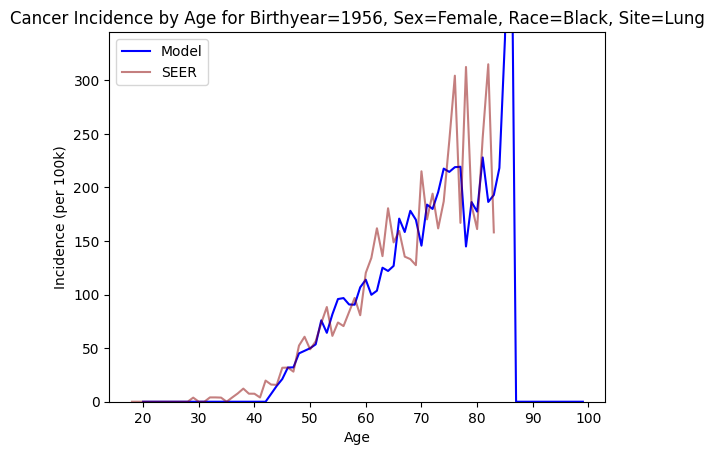 Cancer Incidence by Age for Birthyear=1956, Sex=Female, Race=Black, Site=Lung
Model
SEER
Incidence (per 100k)
300
250
200
150
100
50
0
20 30 40 50 60 70 80 90 100
Age